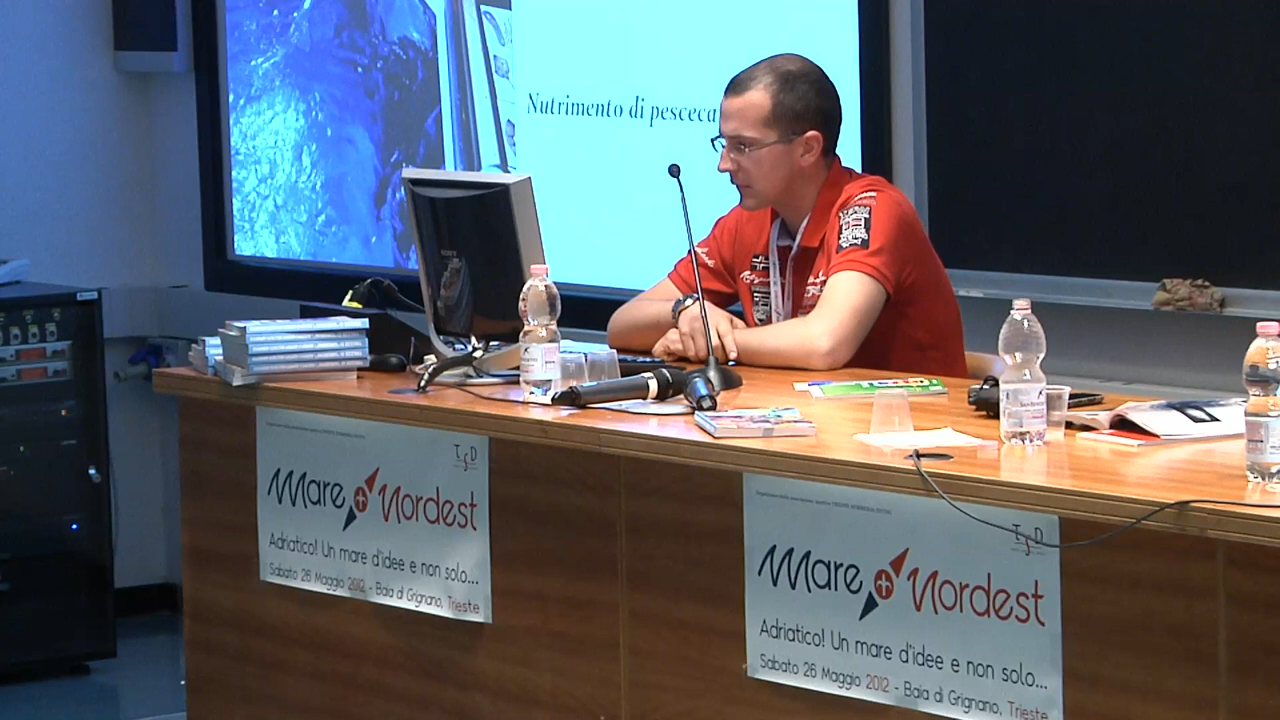 Nutrimento di pesceca
SONY
T S D
Mare Nordest
Adriatico! Un mare d'idee e non solo...
Sabato 26 Maggio 2012 - Baia di Grignano, Trieste
T S D
Mare Nordest
Adriatico! Un mare d'idee e non solo...
Sabato 26 Maggio 2012 - Baia di Grignano, Trieste